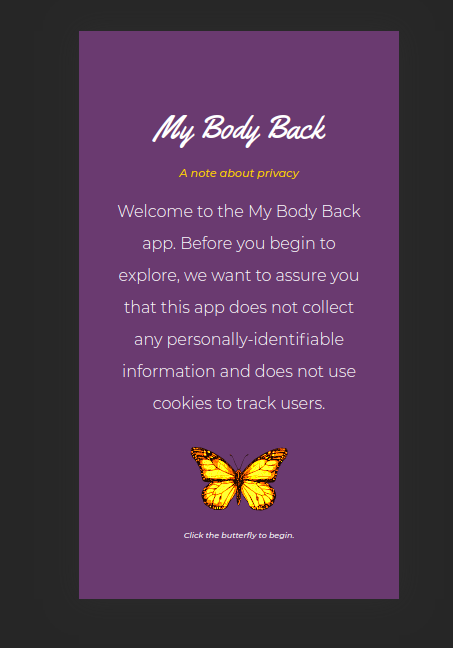 My Body Back
A note about privacy
Welcome to the My Body Back
app. Before you begin to
explore, we want to assure you
that this app does not collect
any personally-identifiable
information and does not use
cookies to track users.
Click the butterfly to begin.